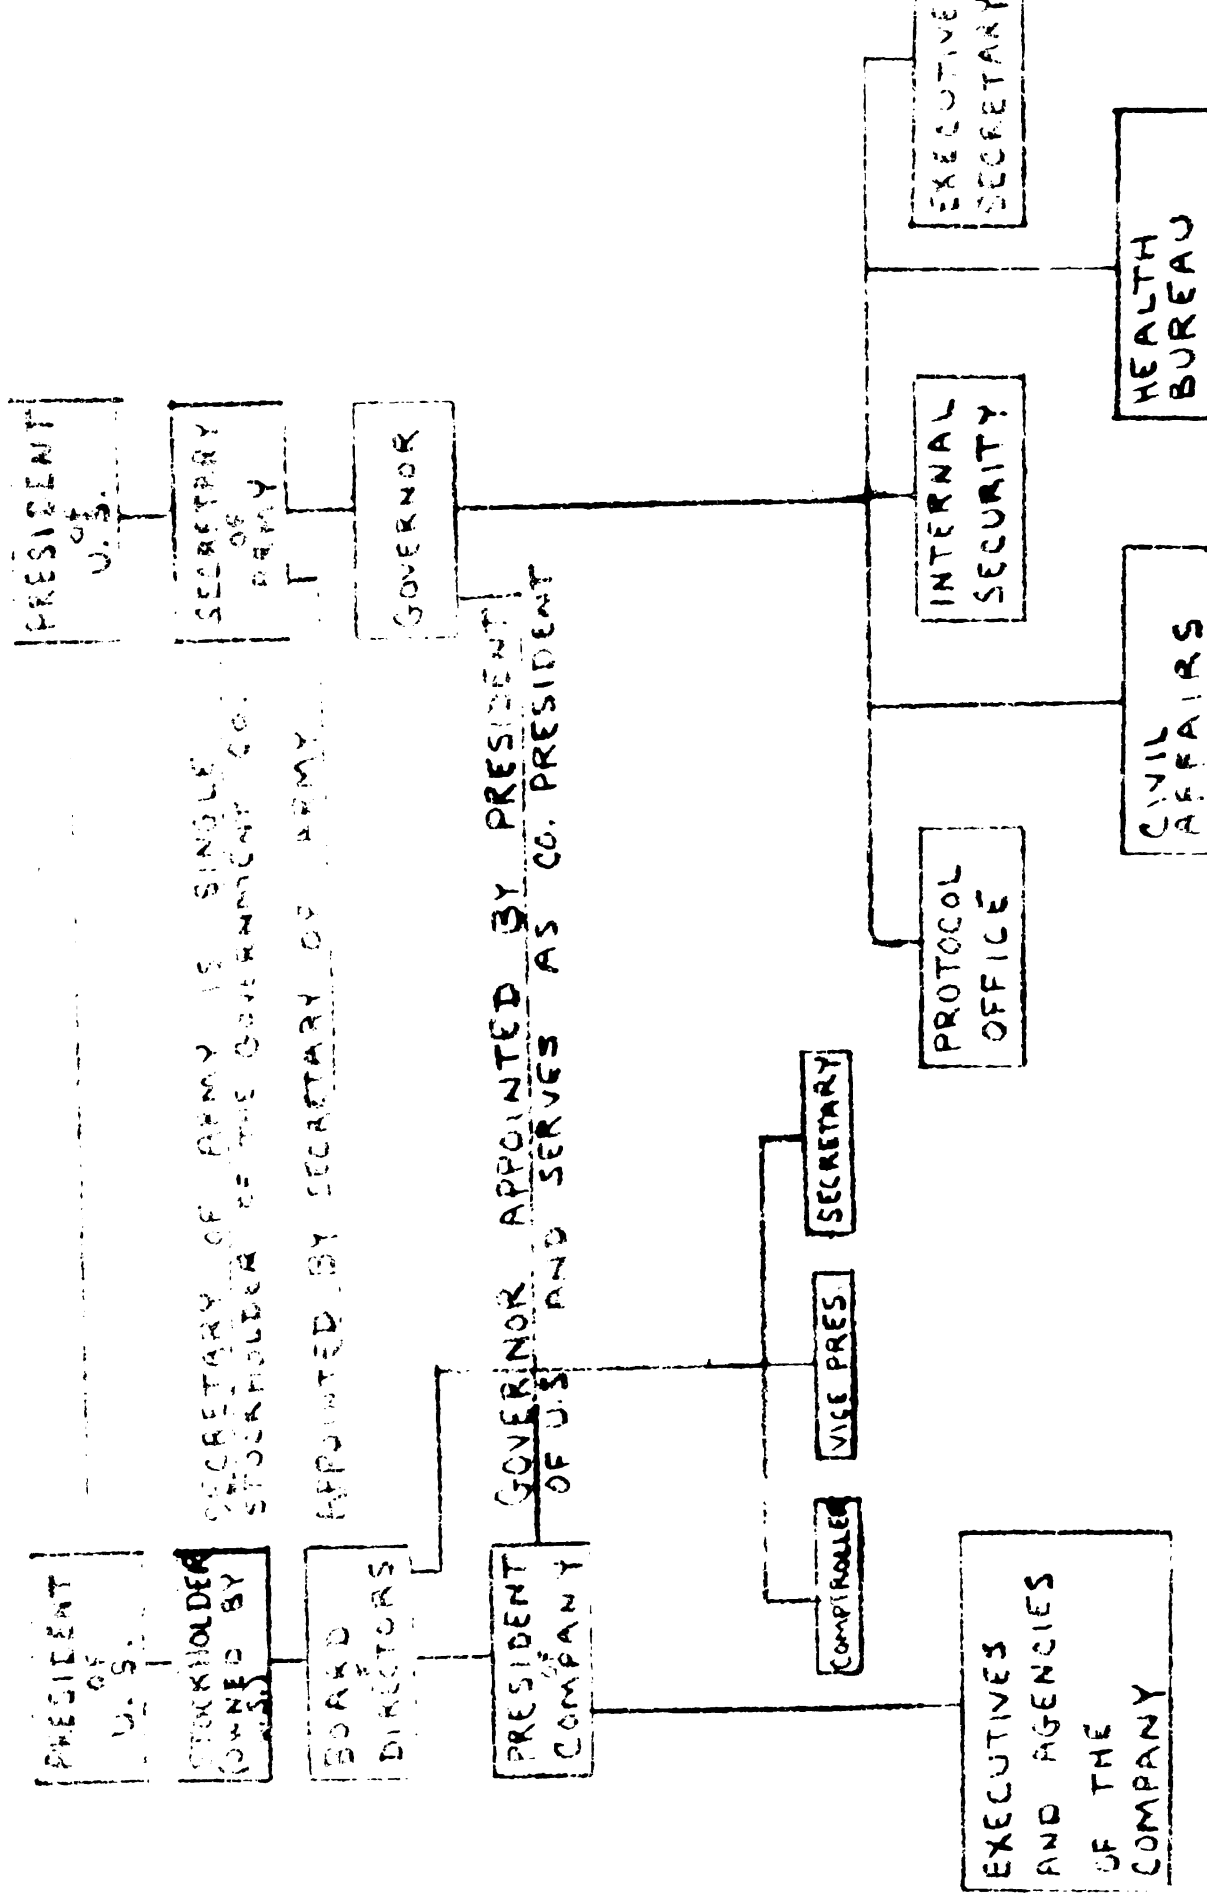 PRESIDENT
OF
U.S.
STOCKHOLDER
(OWNED BY
U.S.)
BOARD
OF
DIRECTORS
PRESIDENT
OF
COMPANY
EXECUTIVES
AND AGENCIES
OF THE
COMPANY
COMPTROLLER
VICE PRES.
SECRETARY
SECRETARY OF ARMY IS SINGLE
STOCKHOLDER OF THE GOVERNMENT CO.
APPOINTED BY SECRETARY OF ARMY
GOVERNOR APPOINTED BY PRESIDENT
OF U.S. AND SERVES AS CO. PRESIDENT
PRESIDENT
OF
U.S.
SECRETARY
OF
ARMY
GOVERNOR
PROTOCOL
OFFICE
CIVIL
AFFAIRS
INTERNAL
SECURITY
HEALTH
BUREAU
EXECUTIVE
SECRETARY